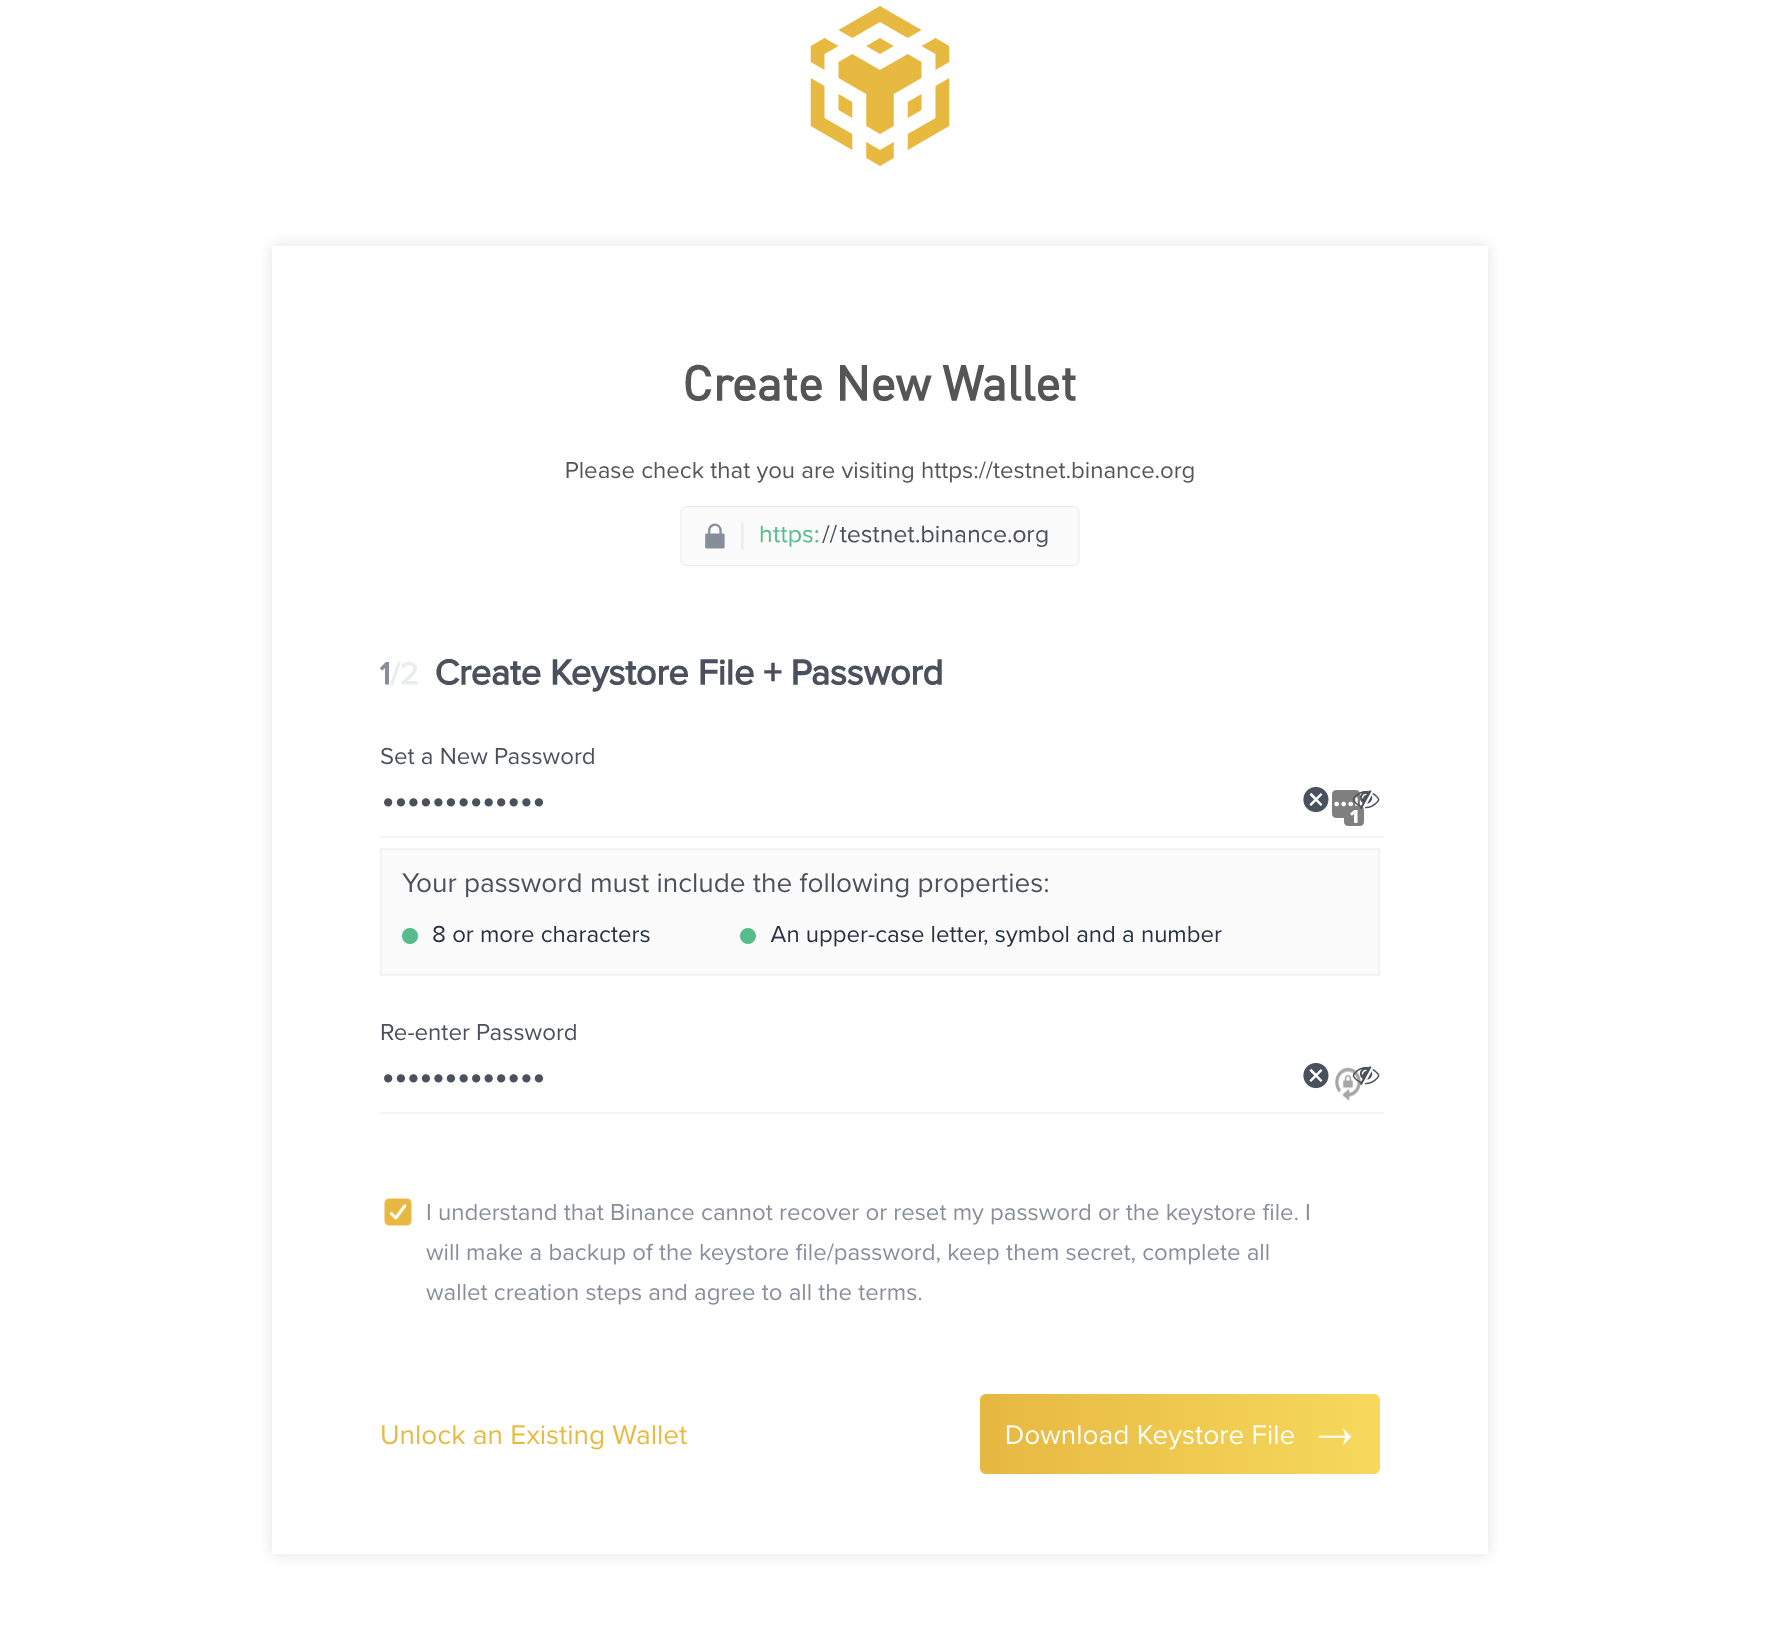 Create New Wallet
Please check that you are visiting https://testnet.binance.org
https://testnet.binance.org
1/2 Create Keystore File + Password
Set a New Password
•••••••••••••
1
Your password must include the following properties:
8 or more characters
An upper-case letter, symbol and a number
Re-enter Password
•••••••••••••
I understand that Binance cannot recover or reset my password or the keystore file. I
will make a backup of the keystore file/password, keep them secret, complete all
wallet creation steps and agree to all the terms.
Unlock an Existing Wallet
Download Keystore File →